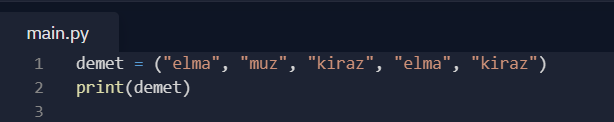 main.py
1 demet = ("elma", "muz", "kiraz, "elma", "kiraz")
2 print(demet)
3